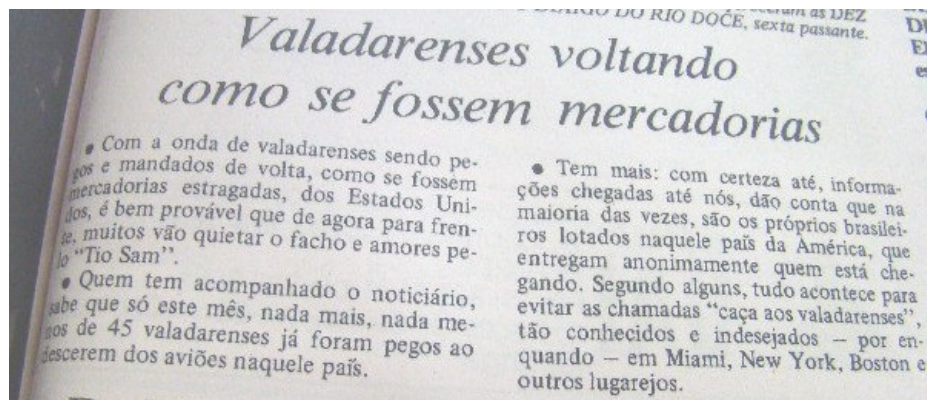 DIÁRIO DO RIO DOCE, sexta passante.
Valadarenses voltando
como se fossem mercadorias
• Com a onda de valadarenses sendo pe-
gos e mandados de volta, como se fossem
mercadorias estragadas, dos Estados Uni-
dos, é bem provável que de agora para fren-
te, muitos vão quietar o facho e amores pe-
lo "Tio Sam".
• Quem tem acompanhado o noticiário,
sabe que só este mês, nada mais, nada me-
nos de 45 valadarenses já foram pegos ao
descerem dos aviões naquele país.
• Tem mais: com certeza até, informa-
ções chegadas até nós, dão conta que na
maioria das vezes, são os próprios brasilei-
ros lotados naquele país da América, que
entregam anonimamente quem está che-
gando. Segundo alguns, tudo acontece para
evitar as chamadas "caça aos valadarenses",
tão conhecidos e indesejados — por en-
quando — em Miami, New York, Boston e
outros lugarejos.